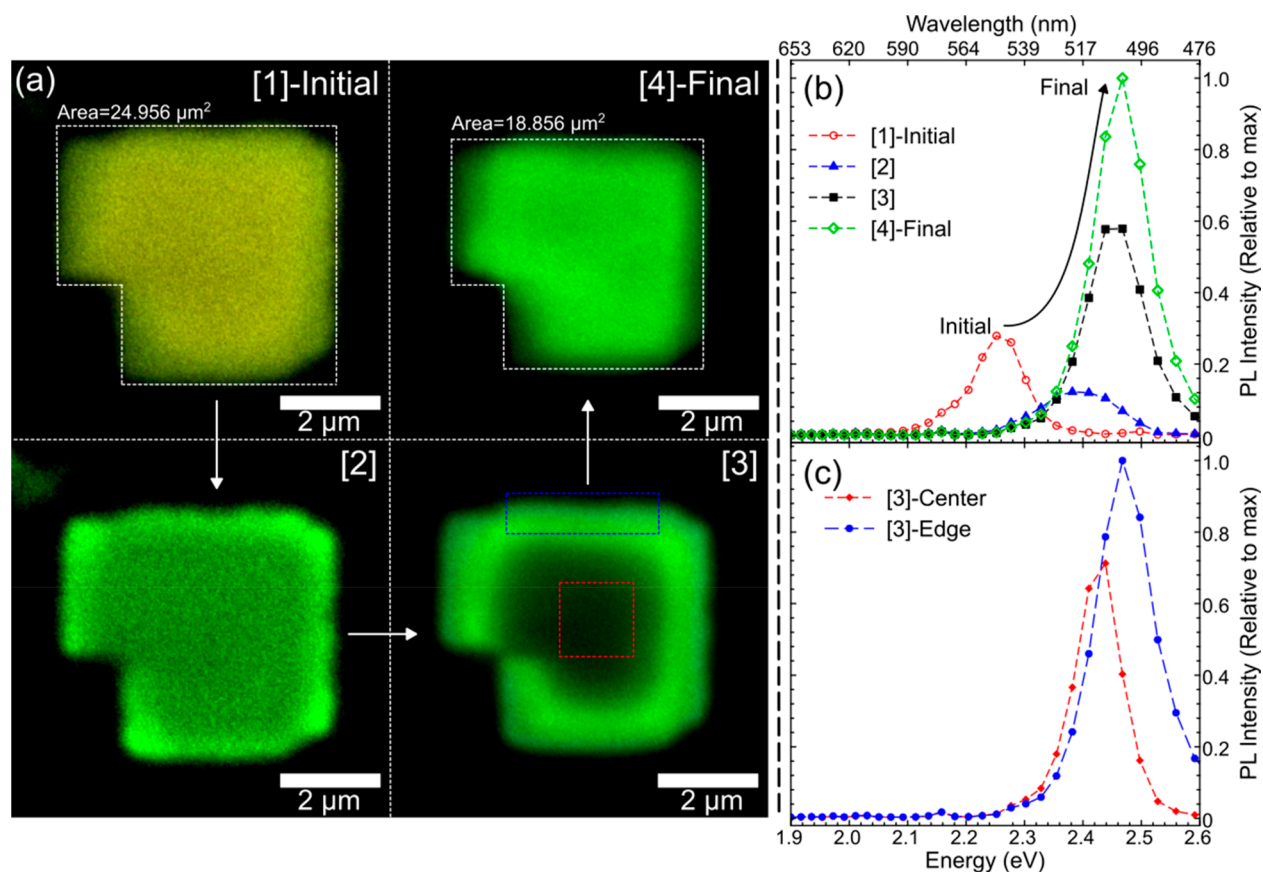 (a)
[1]-Initial
Area=24.956 µm²
2 µm
[4]-Final
Area=18.856 µm²
2 µm
[2]
2 µm
[3]
2 µm
Wavelength (nm)
653 620 590 564 539 517 496 476
(b)
Final
[1]-Initial
[2]
[3]
[4]-Final
Initial
1.0
0.8
0.6
0.4
0.2
0
PL Intensity (Relative to max)
(c)
[3]-Center
[3]-Edge
1.0
0.8
0.6
0.4
0.2
0
PL Intensity (Relative to max)
1.9 2.0 2.1 2.2 2.3 2.4 2.5 2.6
Energy (eV)